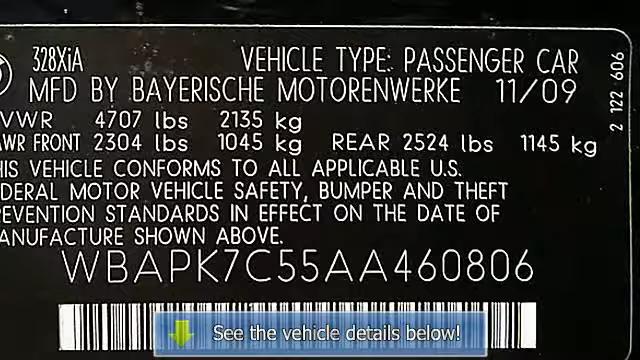 328XiA VEHICLE TYPE: PASSENGER CAR
MFD BY BAYERISCHE MOTORENWERKE 11/09
VWR 4707 lbs 2135 kg
WR FRONT 2304 lbs 1045 kg REAR 2524 lbs 1145 kg
IS VEHICLE CONFORMS TO ALL APPLICABLE U.S.
DERAL MOTOR VEHICLE SAFETY, BUMPER AND THEFT
EVENTION STANDARDS IN EFFECT ON THE DATE OF
ANUFACTURE SHOWN ABOVE.
WBAPK7C55AA460806
2 122 606
See the vehicle details below!